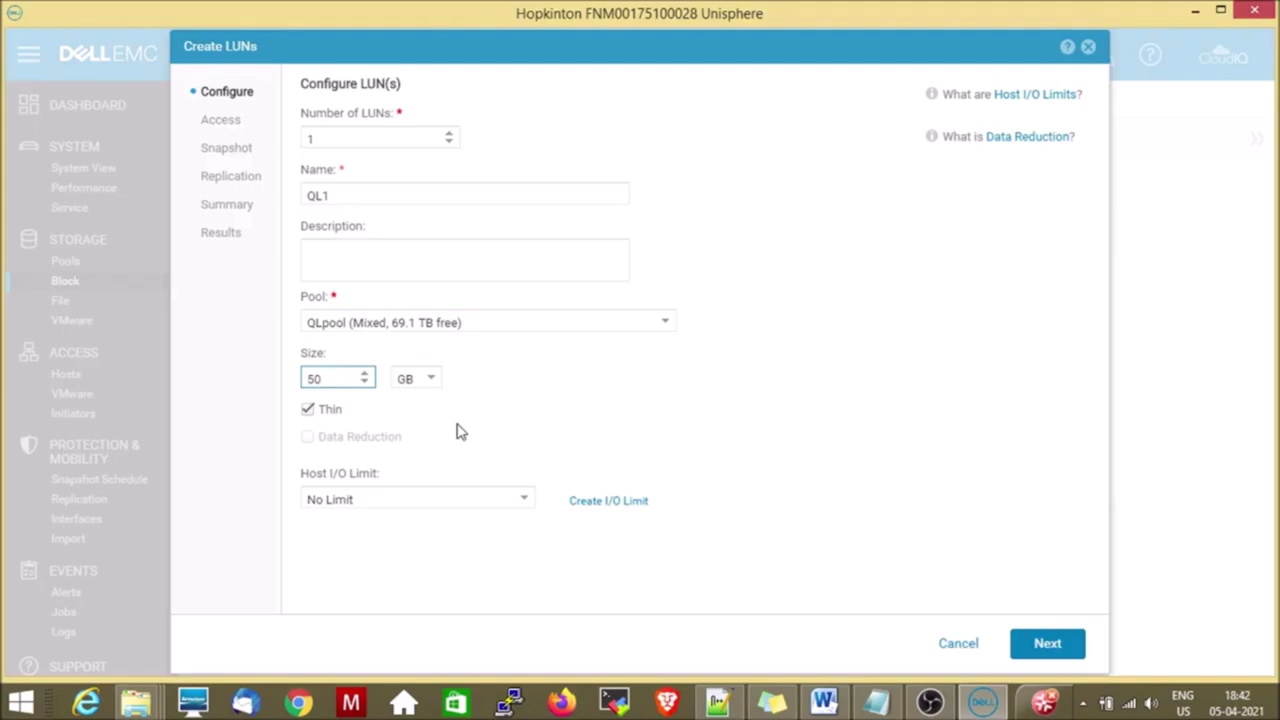 Hopkinton FNM00175100028 Unisphere
DELLEMC
CloudIQ
DASHBOARD
SYSTEM
System View
Performance
Service
STORAGE
Pools
Block
File
VMware
ACCESS
Hosts
VMware
Initiators
PROTECTION &
MOBILITY
Snapshot Schedule
Replication
Interfaces
Import
EVENTS
Alerts
Jobs
Logs
SUPPORT
Create LUNs
Configure
Access
Snapshot
Replication
Summary
Results
Configure LUN(s)
Number of LUNs: *
1
Name: *
QL1
Description:
Pool: *
QLpool (Mixed, 69.1 TB free)
Size:
50 GB
Thin
Data Reduction
Host I/O Limit:
No Limit Create I/O Limit
What are Host I/O Limits?
What is Data Reduction?
Cancel Next
ENG 18:42
US 05-04-2021